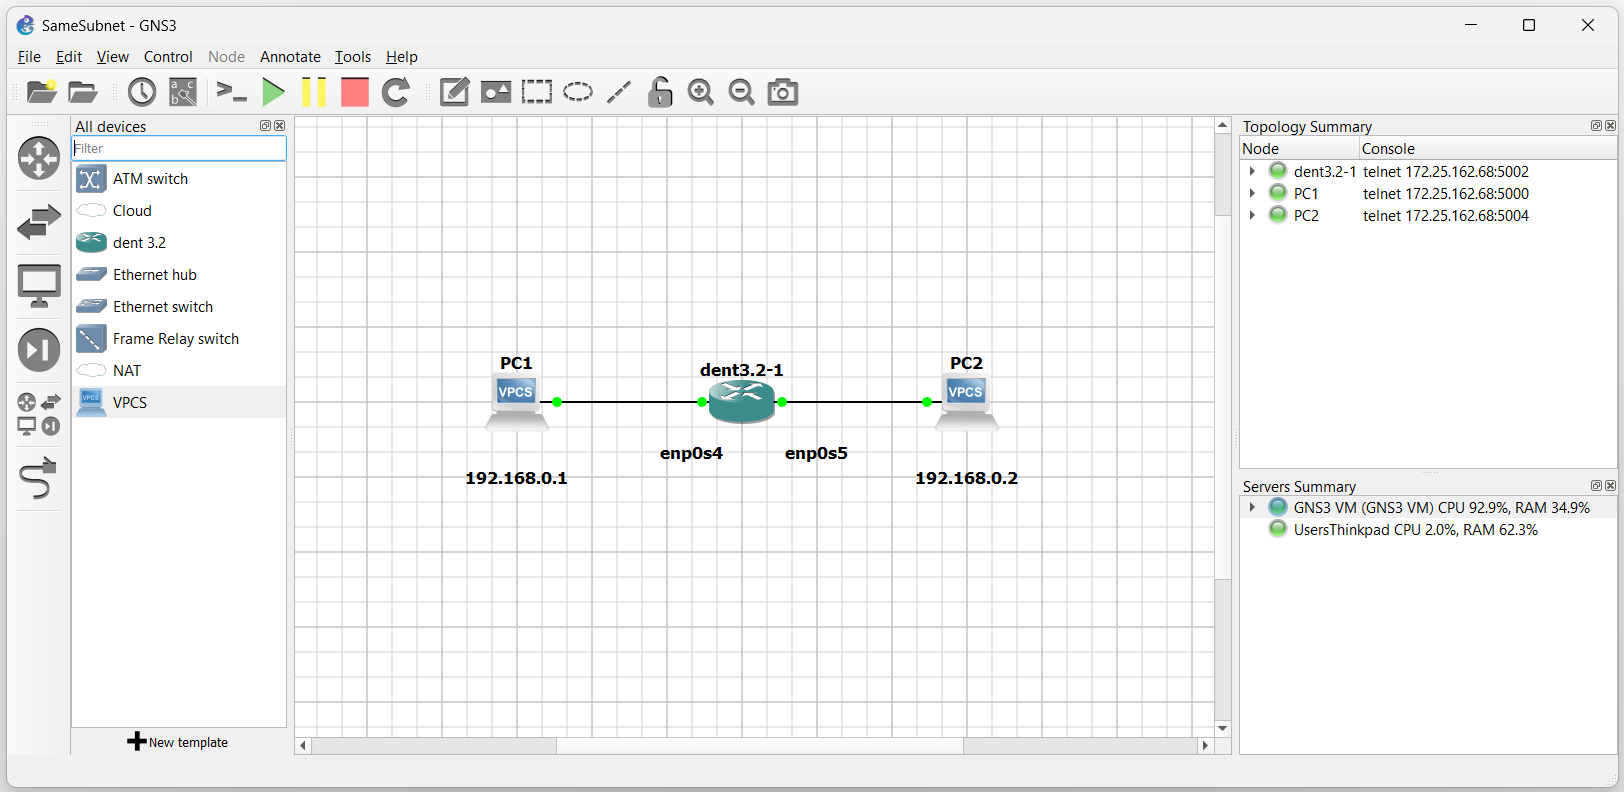 SameSubnet - GNS3
File Edit View Control Node Annotate Tools Help
All devices
Filter
ATM switch
Cloud
dent 3.2
Ethernet hub
Ethernet switch
Frame Relay switch
NAT
VPCS
New template
PC1
VPCS
192.168.0.1
dent3.2-1
enp0s4
enp0s5
PC2
VPCS
192.168.0.2
Topology Summary
Node Console
dent3.2-1 telnet 172.25.162.68:5002
PC1 telnet 172.25.162.68:5000
PC2 telnet 172.25.162.68:5004
Servers Summary
GNS3 VM (GNS3 VM) CPU 92.9%, RAM 34.9%
UsersThinkpad CPU 2.0%, RAM 62.3%